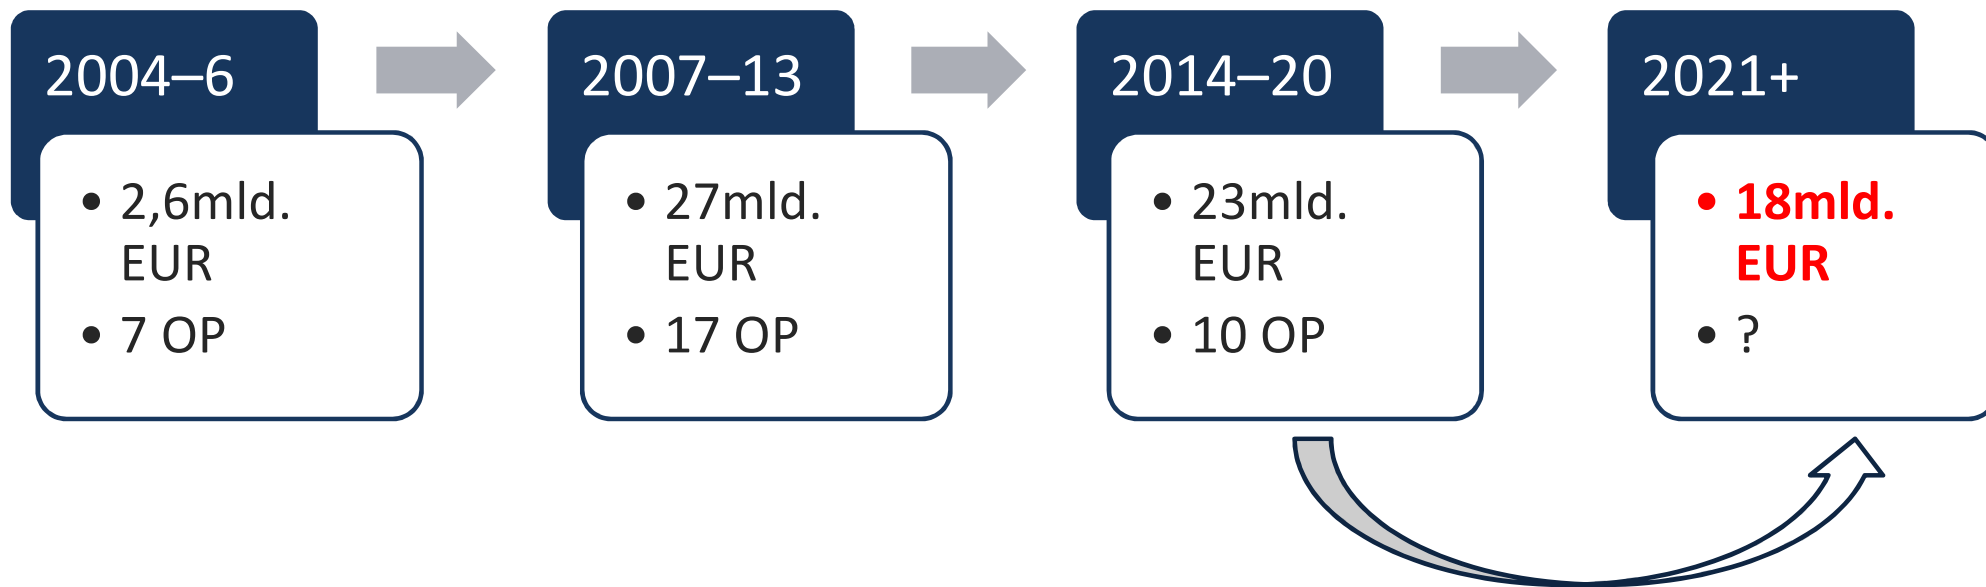 2004–6
• 2,6mld.
EUR
• 7 OP
2007–13
• 27mld.
EUR
• 17 OP
2014–20
• 23mld.
EUR
• 10 OP
2021+
• 18mld.
EUR
• ?